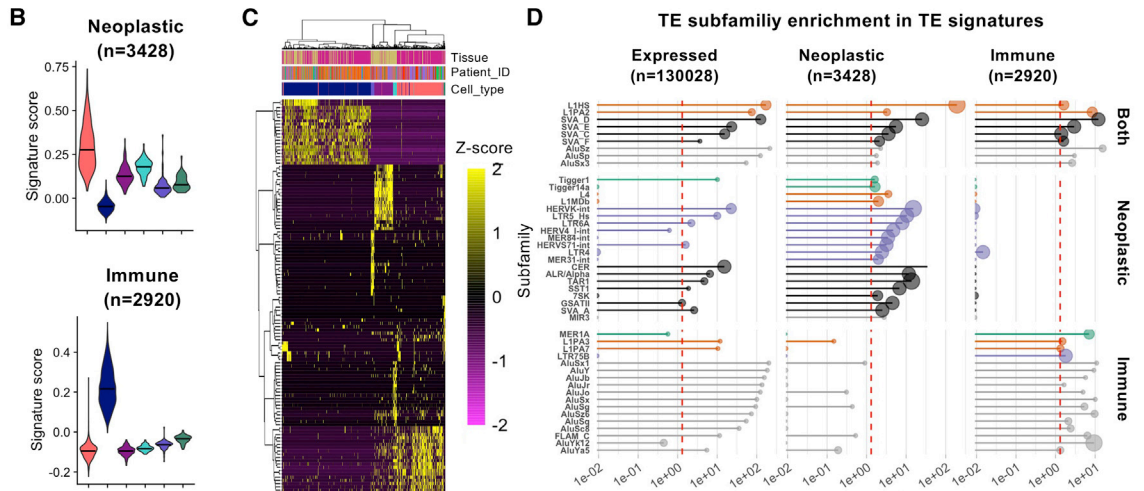 B
Neoplastic
(n=3428)
Signature score
0.75
0.50
0.25
0.00
Immune
(n=2920)
Signature score
0.4
0.2
0.0
-0.2
C
Tissue
Patient_ID
Cell_type
Z-score
2
1
0
-1
-2
D
TE subfamiliy enrichment in TE signatures
Expressed
(n=130028)
Neoplastic
(n=3428)
Immune
(n=2920)
Subfamily
L1HS
L1PA2
SVA_D
SVA_E
SVA_C
SVA_F
AluSz
AluSp
AluSx3
Both
Tigger1
Tigger14a
L4
L1MDb
HERVK-int
LTR5_Hs
LTR6A
HERV4_I-int
MER84-int
HERVS71-int
LTR4
MER31-int
CER
ALR/Alpha
TAR1
SST1
7SK
GSATII
SVA_A
MIR3
Neoplastic
MER1A
L1PA3
L1PA7
LTR75B
AluSx1
AluY
AluJb
AluJr
AluJo
AluSx
AluSg
AluSz6
AluSq
AluSc8
FLAM_C
AluYk12
AluYa5
Immune
1e-02
1e-01
1e+00
1e+01
1e+02
1e-02
1e-01
1e+00
1e+01
1e+02
1e-02
1e-01
1e+00
1e+01